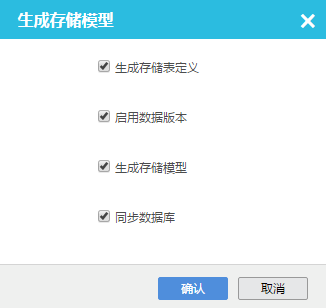 生成存储模型
生成存储表定义
启用数据版本
生成存储模型
同步数据库
确认 取消